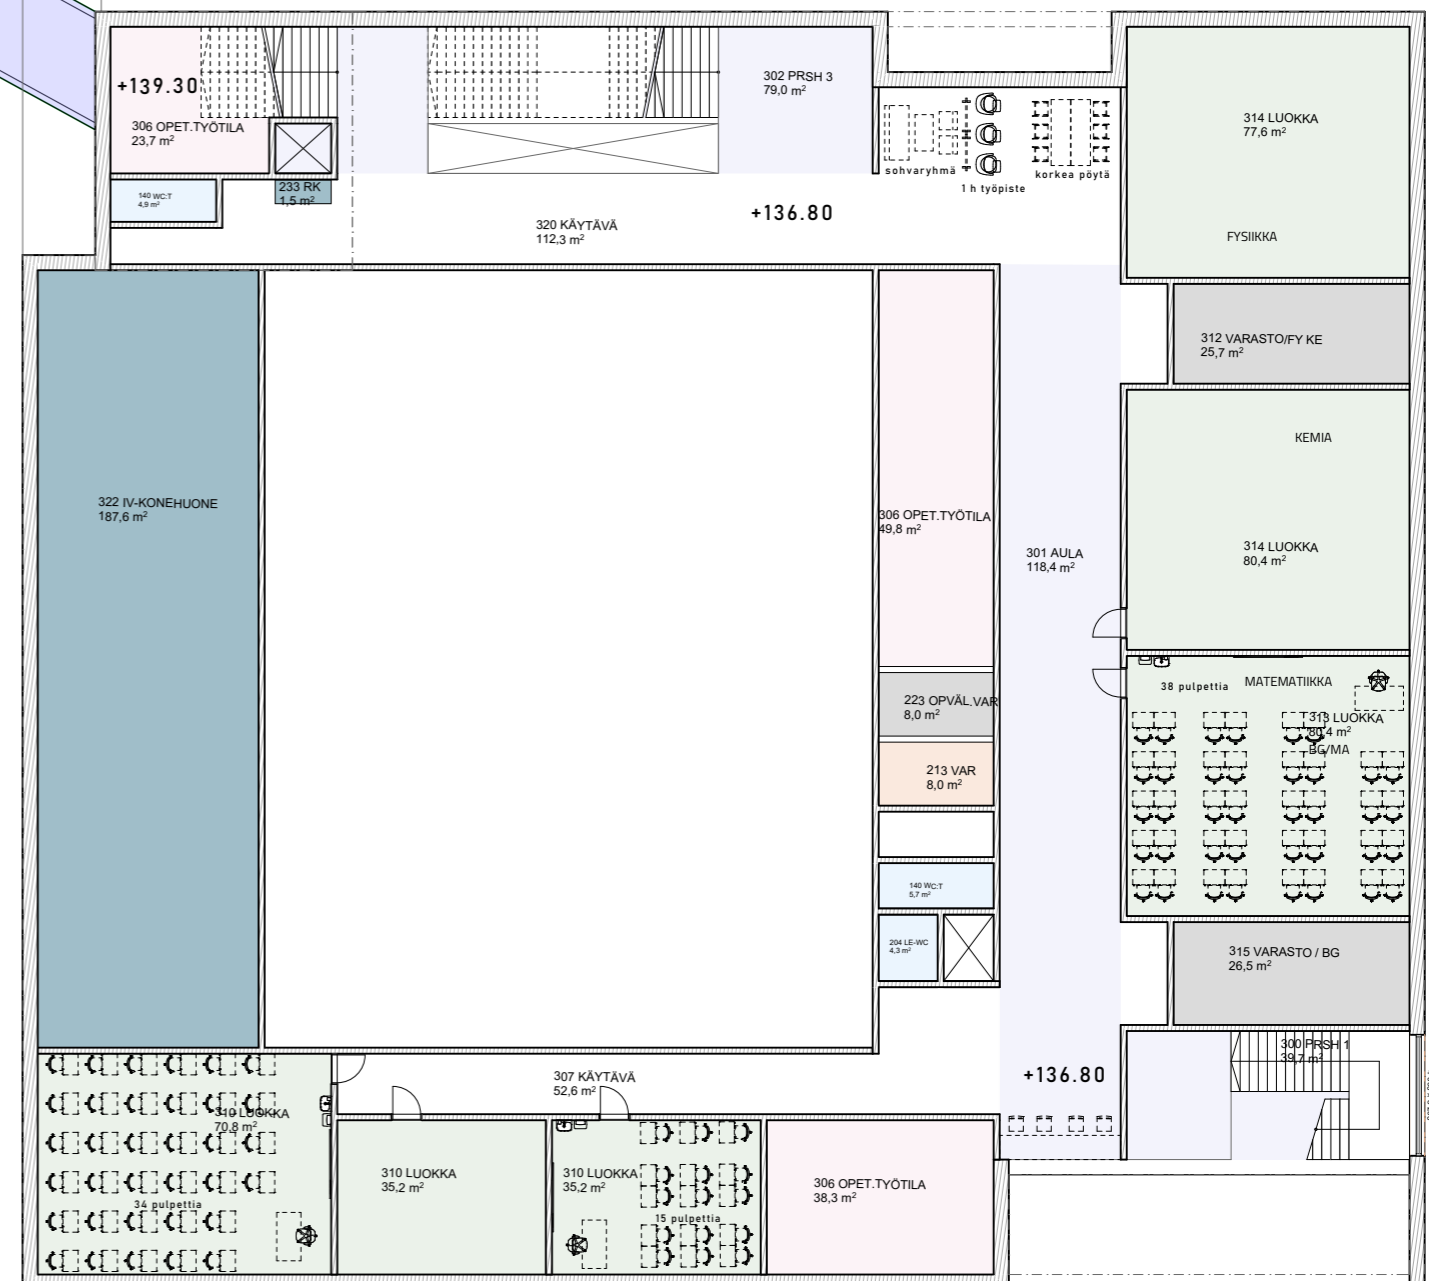 +139.30
306 OPET.TYÖTILA
23,7 m²
140 WC:T
4,9 m²
233 RK
1,5 m²
302 PRSH 3
79,0 m²
320 KÄYTÄVÄ
112,3 m²
+136.80
sohvaryhmä
1 h työpiste
korkea pöytä
314 LUOKKA
77,6 m²
FYSIIKKA
312 VARASTO/FY KE
25,7 m²
KEMIA
314 LUOKKA
80,4 m²
322 IV-KONEHUONE
187,6 m²
306 OPET.TYÖTILA
49,8 m²
301 AULA
118,4 m²
223 OPVÄL.VAR
8,0 m²
213 VAR
8,0 m²
140 WC:T
5,7 m²
204 LE-WC
4,3 m²
38 pulpettia
MATEMATIIKKA
313 LUOKKA
80,4 m²
BG/MA
315 VARASTO / BG
26,5 m²
300 PRSH 1
39,7 m²
+136.80
307 KÄYTÄVÄ
52,6 m²
310 LUOKKA
70,8 m²
34 pulpettia
310 LUOKKA
35,2 m²
310 LUOKKA
35,2 m²
15 pulpettia
306 OPET.TYÖTILA
38,3 m²